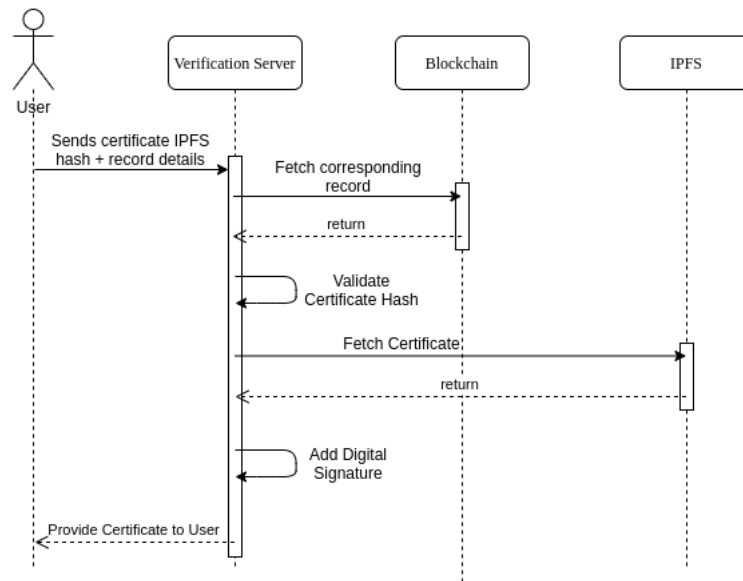 User
Verification Server
Blockchain
IPFS
Sends certificate IPFS
hash + record details
Fetch corresponding
record
return
Validate
Certificate Hash
Fetch Certificate
return
Add Digital
Signature
Provide Certificate to User